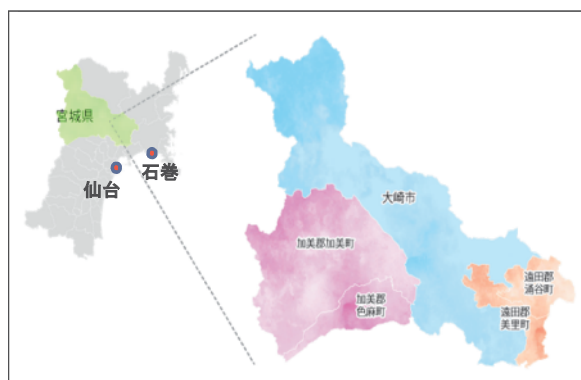 宮城県
石巻
仙台
大崎市
加美郡加美町
加美郡
色麻町
遠田郡
涌谷町
遠田郡
美里町